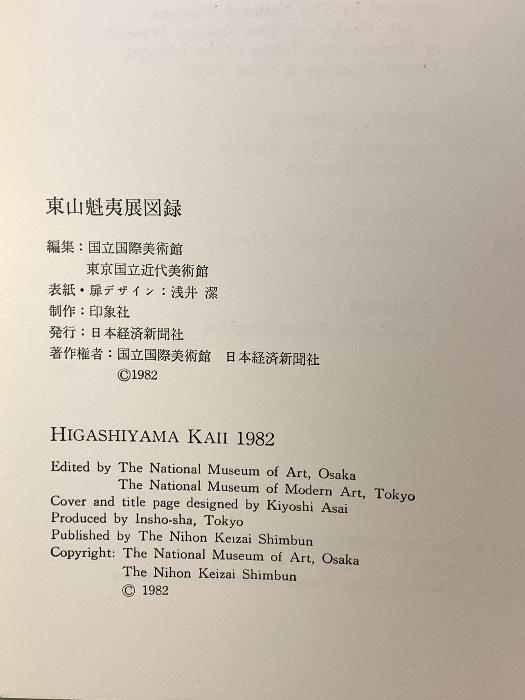 東山魁夷展図録
編集：国立国際美術館
東京国立近代美術館
表紙・扉デザイン：浅井 潔
制作：印象社
発行：日本経済新聞社
著作権者：国立国際美術館 日本経済新聞社
©1982
HIGASHIYAMA KAII 1982
Edited by The National Museum of Art, Osaka
The National Museum of Modern Art, Tokyo
Cover and title page designed by Kiyoshi Asai
Produced by Insho-sha, Tokyo
Published by The Nihon Keizai Shimbun
Copyright: The National Museum of Art, Osaka
The Nihon Keizai Shimbun
© 1982